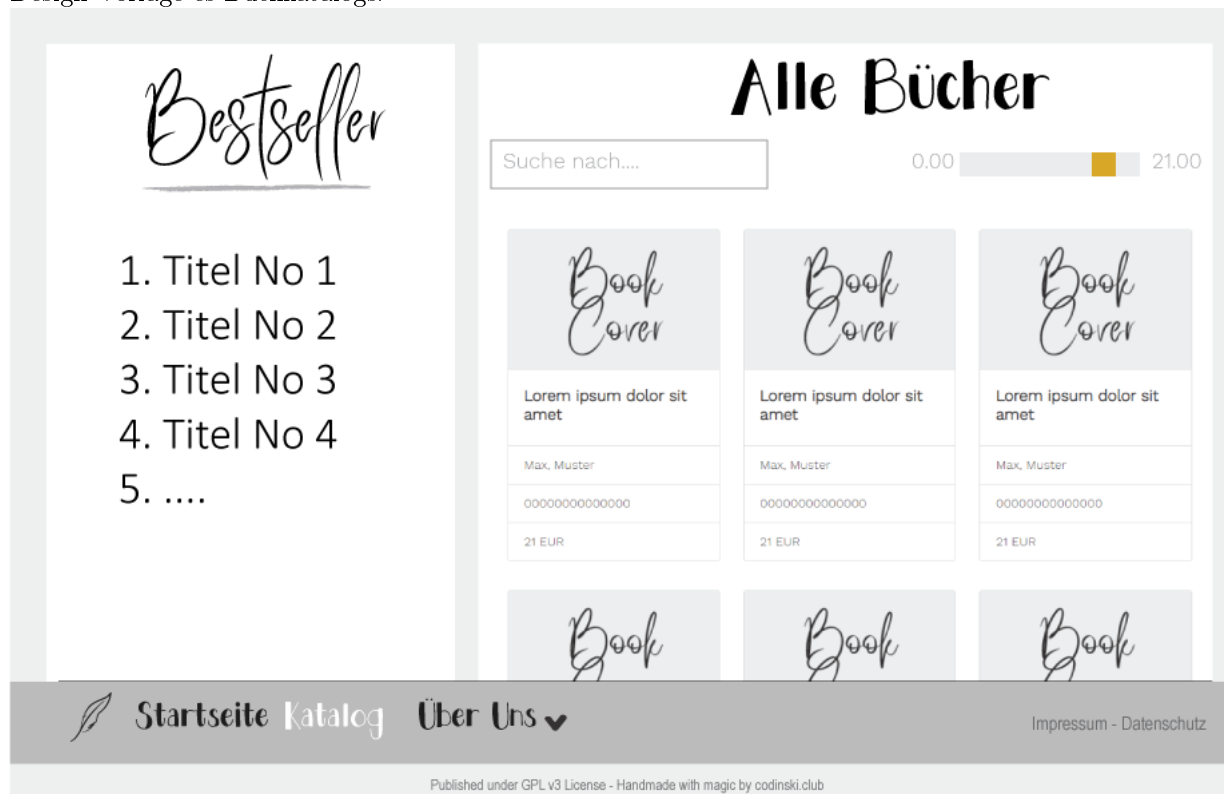 Design Vorlage es Buchkatalogs.
Bestseller
1. Titel No 1
2. Titel No 2
3. Titel No 3
4. Titel No 4
5. ....
Alle Bücher
Suche nach....
0.00 21.00
Book Cover
Lorem ipsum dolor sit
amet
Max, Muster
00000000000000
21 EUR
Book Cover
Lorem ipsum dolor sit
amet
Max, Muster
00000000000000
21 EUR
Book Cover
Lorem ipsum dolor sit
amet
Max, Muster
00000000000000
21 EUR
Book
Book
Book
Startseite Katalog Über Uns
Impressum - Datenschutz
Published under GPL v3 License - Handmade with magic by codinski.club